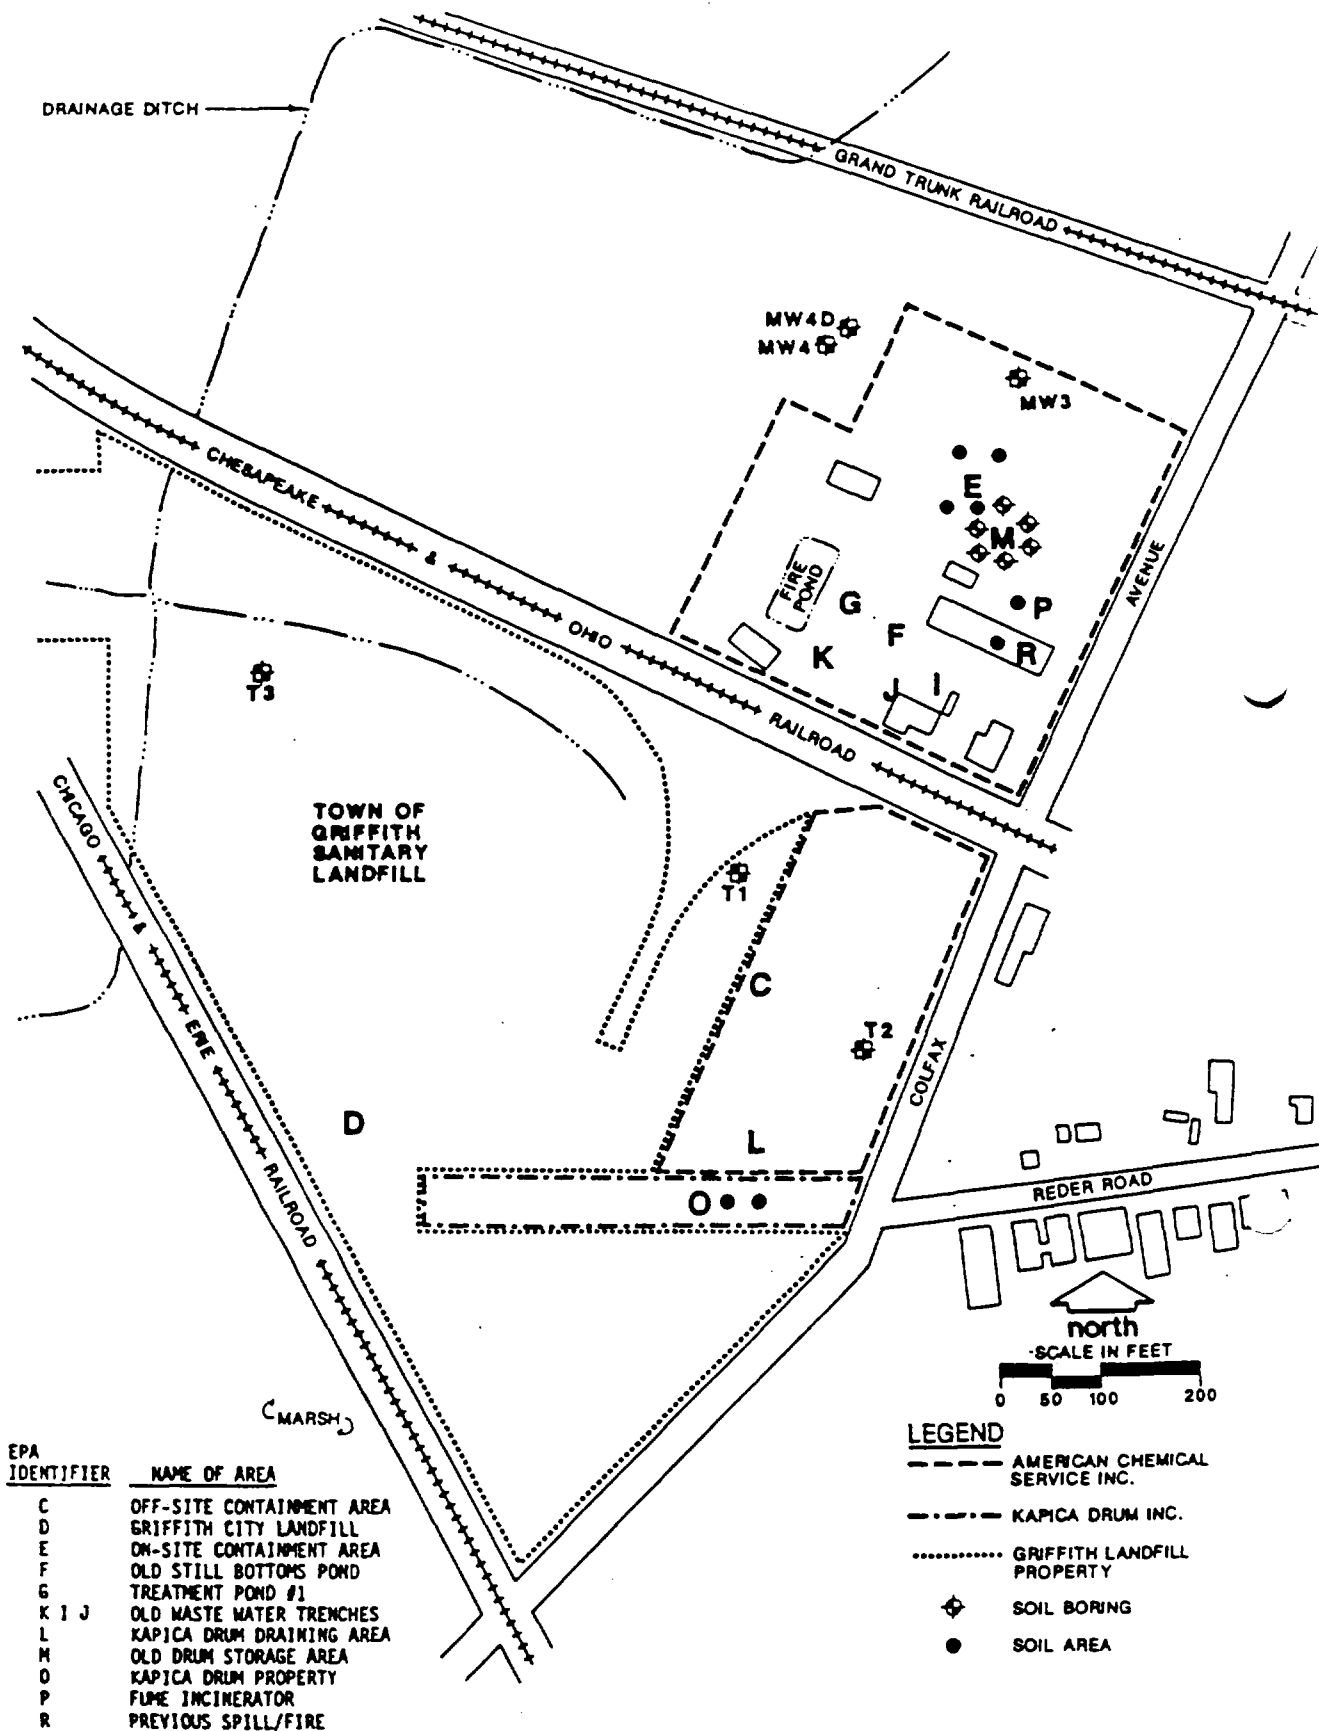 DRAINAGE DITCH
GRAND TRUNK RAILROAD
MW4D
MW4
MW3
CHESAPEAKE & OHIO RAILROAD
E
M
FIRE
POND
G
P
F
K
R
J I
AVENUE
T3
CHICAGO & ERIE RAILROAD
TOWN OF
GRIFFITH
SANITARY
LANDFILL
T1
C
T2
COLFAX
D
L
O
REDER ROAD
north
SCALE IN FEET
0 50 100 200
MARSH
LEGEND
AMERICAN CHEMICAL
SERVICE INC.
KAPICA DRUM INC.
GRIFFITH LANDFILL
PROPERTY
SOIL BORING
SOIL AREA
EPA
IDENTIFIER NAME OF AREA
C OFF-SITE CONTAINMENT AREA
D GRIFFITH CITY LANDFILL
E ON-SITE CONTAINMENT AREA
F OLD STILL BOTTOMS POND
G TREATMENT POND #1
K I J OLD WASTE WATER TRENCHES
L KAPICA DRUM DRAINING AREA
M OLD DRUM STORAGE AREA
O KAPICA DRUM PROPERTY
P FUME INCINERATOR
R PREVIOUS SPILL/FIRE